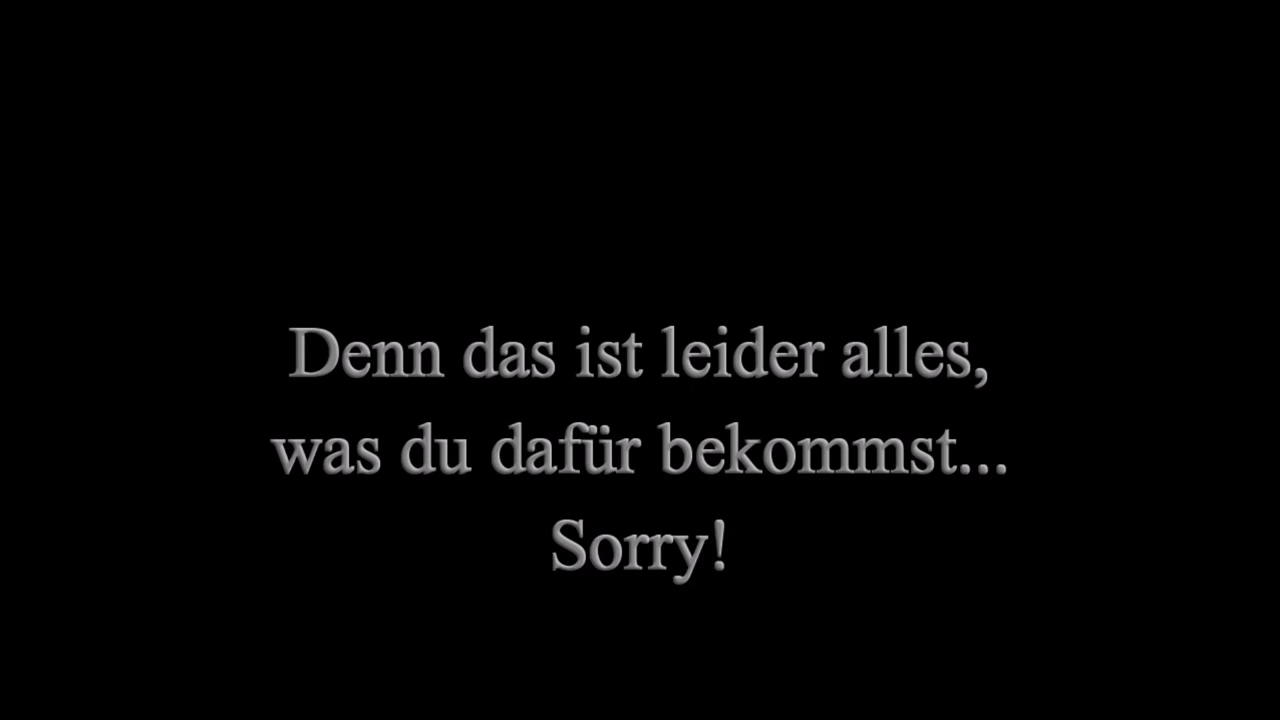 Denn das ist leider alles,
was du dafür bekommst...
Sorry!